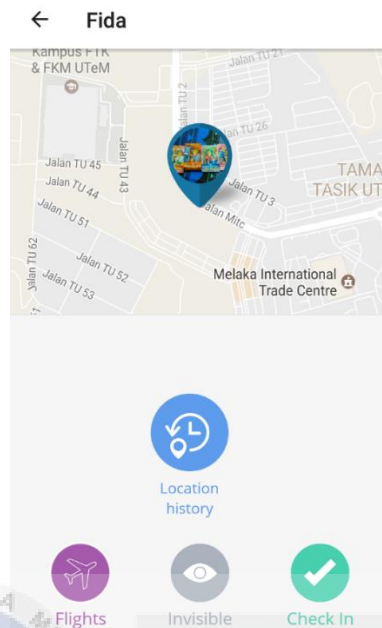 Fida
Kampus FTK
& FKM UTeM
Jalan TU 21
Jalan TU 2
Jalan TU 26
Jalan TU 45
Jalan TU 43
Jalan TU 44
Jalan TU 3
TAMA
TASIK UT
Jalan TU 51
Jalan Mitc
Jalan TU 62
Jalan TU 52
Jalan TU 53
Melaka International
Trade Centre
Location
history
Flights
Invisible
Check In